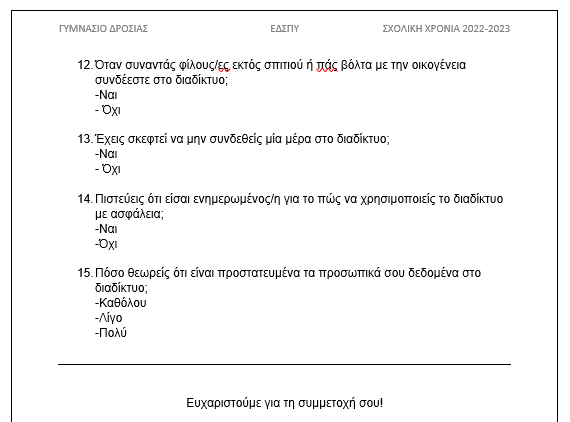 ΓΥΜΝΑΣΙΟ ΔΡΟΣΙΑΣ ΕΔΣΠΥ ΣΧΟΛΙΚΗ ΧΡΟΝΙΑ 2022-2023
12. Όταν συναντάς φίλους/ες εκτός σπιτιού ή πάς βόλτα με την οικογένεια
συνδέεστε στο διαδίκτυο;
-Ναι
- Όχι
13. Έχεις σκεφτεί να μην συνδεθείς μία μέρα στο διαδίκτυο;
-Ναι
- Όχι
14. Πιστεύεις ότι είσαι ενημερωμένος/η για το πώς να χρησιμοποιείς το διαδίκτυο
με ασφάλεια;
-Ναι
-Όχι
15. Πόσο θεωρείς ότι είναι προστατευμένα τα προσωπικά σου δεδομένα στο
διαδίκτυο;
-Καθόλου
-Λίγο
-Πολύ
Ευχαριστούμε για τη συμμετοχή σου!